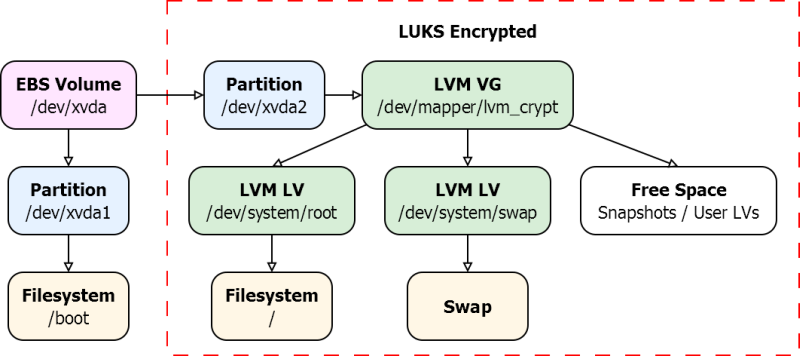 LUKS Encrypted
EBS Volume
/dev/xvda
Partition
/dev/xvda2
LVM VG
/dev/mapper/lvm_crypt
Partition
/dev/xvda1
LVM LV
/dev/system/root
LVM LV
/dev/system/swap
Free Space
Snapshots / User LVs
Filesystem
/boot
Filesystem
/
Swap